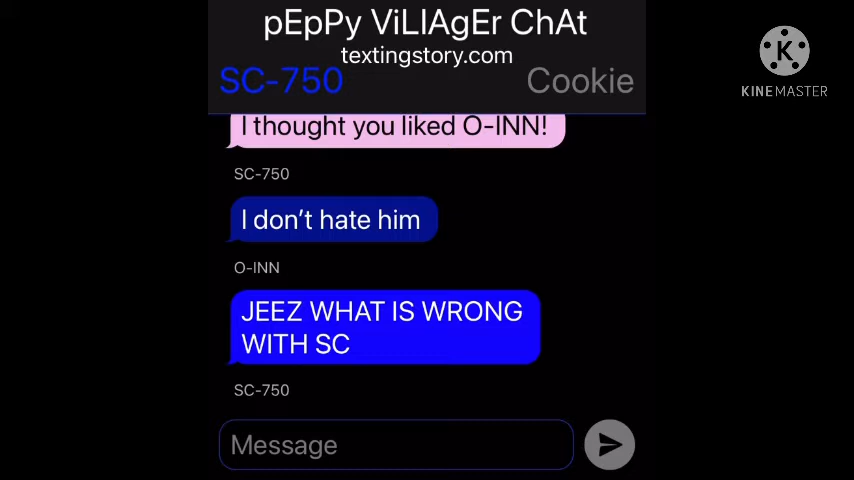 pEpPy ViLlAgEr ChAt
textingstory.com
SC-750
Cookie
K
KINEMASTER
I thought you liked O-INN!
SC-750
I don’t hate him
O-INN
JEEZ WHAT IS WRONG
WITH SC
SC-750
Message